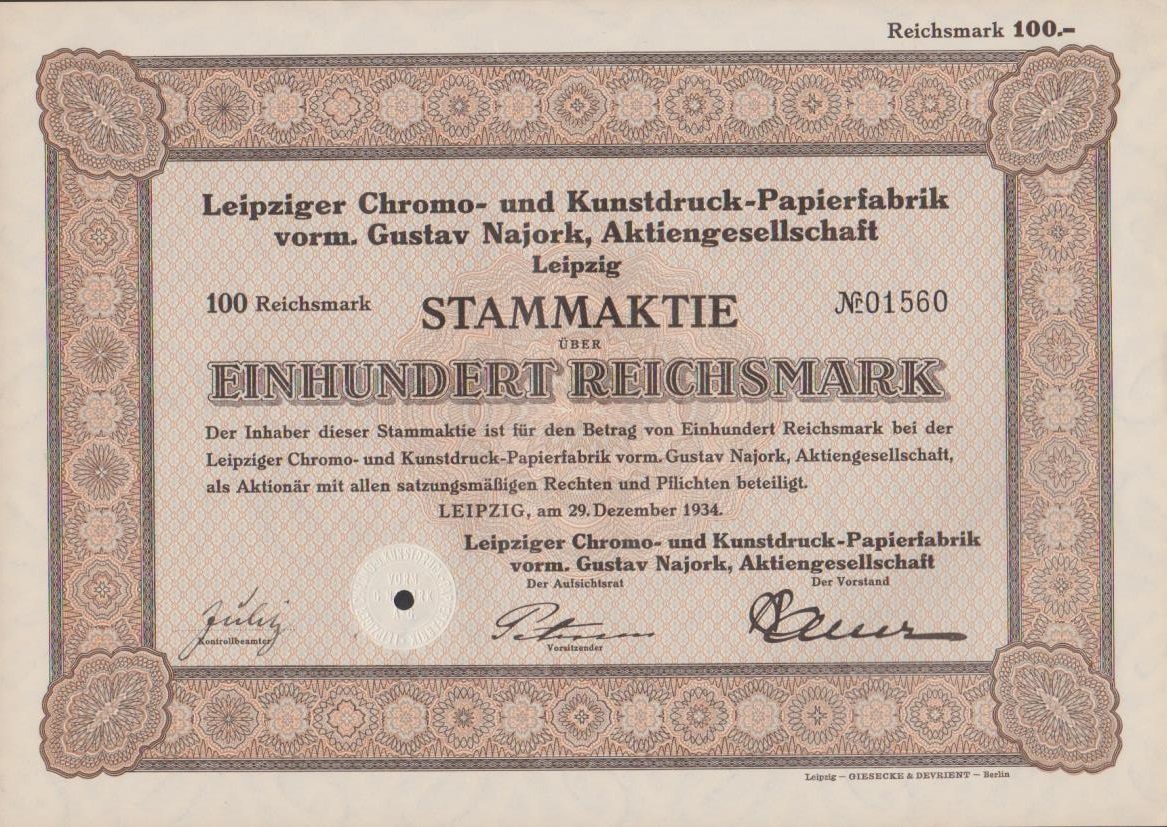 Reichsmark 100.-
Leipziger Chromo- und Kunstdruck-Papierfabrik
vorm. Gustav Najork, Aktiengesellschaft
Leipzig
100 Reichsmark STAMMAKTIE № 01560
ÜBER
EINHUNDERT REICHSMARK
Der Inhaber dieser Stammaktie ist für den Betrag von Einhundert Reichsmark bei der
Leipziger Chromo- und Kunstdruck-Papierfabrik vorm. Gustav Najork, Aktiengesellschaft,
als Aktionär mit allen satzungsmäßigen Rechten und Pflichten beteiligt.
LEIPZIG, am 29. Dezember 1934.
Leipziger Chromo- und Kunstdruck-Papierfabrik
vorm. Gustav Najork, Aktiengesellschaft
Der Aufsichtsrat Der Vorstand
VORM
Kontrollbeamter
Vorsitzender
Leipzig — GIESECKE & DEVRIENT — Berlin